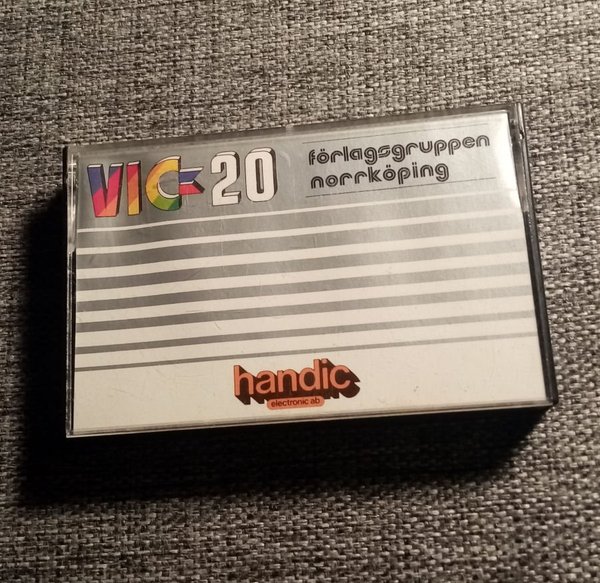 VIC 20
förlagsgruppen
norrköping
handic
electronic ab